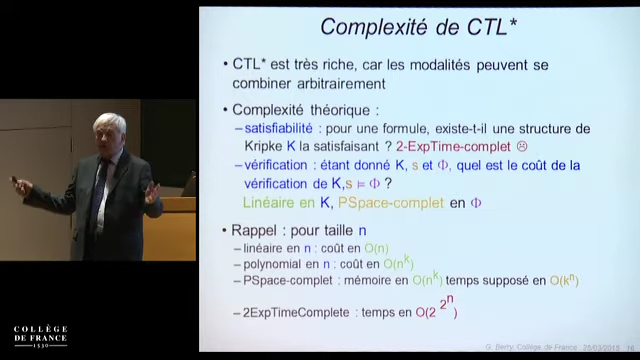 Complexité de CTL*
• CTL* est très riche, car les modalités peuvent se
combiner arbitrairement
• Complexité théorique :
–satisfiabilité : pour une formule, existe-t-il une structure de
Kripke K la satisfaisant ? 2-ExpTime-complet ☹
–vérification : étant donné K, s et Φ, quel est le coût de la
vérification de K,s ⊨ Φ ?
Linéaire en K, PSpace-complet en Φ
• Rappel : pour taille n
–linéaire en n : coût en O(n)
–polynomial en n : coût en O(n^k)
–PSpace-complet : mémoire en O(n^k) temps supposé en O(k^n)
–2ExpTimeComplete : temps en O(2^2^n)
COLLÈGE
DE FRANCE
1530
G. Berry, Collège de France 25/03/2015 16